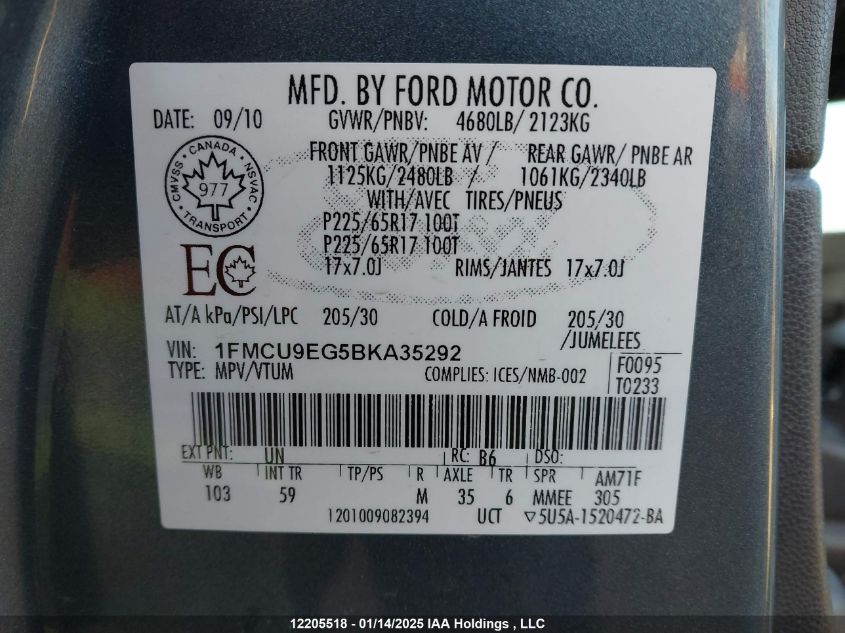 MFD. BY FORD MOTOR CO.
DATE: 09/10 GVWR/PNBV: 4680LB/ 2123KG
FRONT GAWR/PNBE AV / REAR GAWR/ PNBE AR
1125KG/2480LB / 1061KG/2340LB
WITH/AVEC TIRES/PNEUS
P225/65R17 100T
P225/65R17 100T
17x7.0J RIMS/JANTES 17x7.0J
CANADA
CMVSS 977 NSVAC
TRANSPORT
EC
AT/A kPa/PSI/LPC 205/30 COLD/A FROID 205/30
/JUMELEES
VIN: 1FMCU9EG5BKA35292
TYPE: MPV/VTUM COMPLIES: ICES/NMB-002
F0095
T0233
EXT PNT: UN RC: B6 DSO:
WB INT TR TP/PS R AXLE TR SPR AM71F
103 59 M 35 6 MMEE 305
1201009082394 UCT ▽5U5A-1520472-BA
12205518 - 01/14/2025 IAA Holdings , LLC